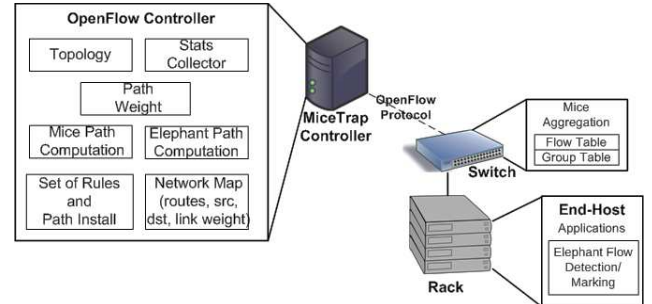 OpenFlow Controller
Topology
Stats
Collector
Path
Weight
Mice Path
Computation
Elephant Path
Computation
Set of Rules
and
Path Install
Network Map
(routes, src,
dst, link weight)
MiceTrap
Controller
OpenFlow
Protocol
Mice
Aggregation
Flow Table
Group Table
Switch
Rack
End-Host
Applications
Elephant Flow
Detection/
Marking